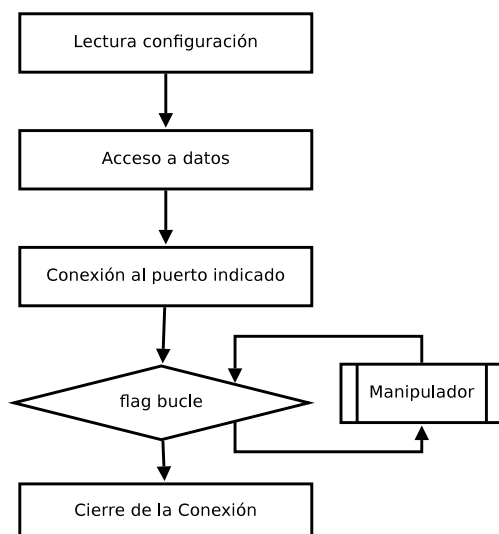 Lectura configuración
Acceso a datos
Conexión al puerto indicado
flag bucle
Manipulador
Cierre de la Conexión